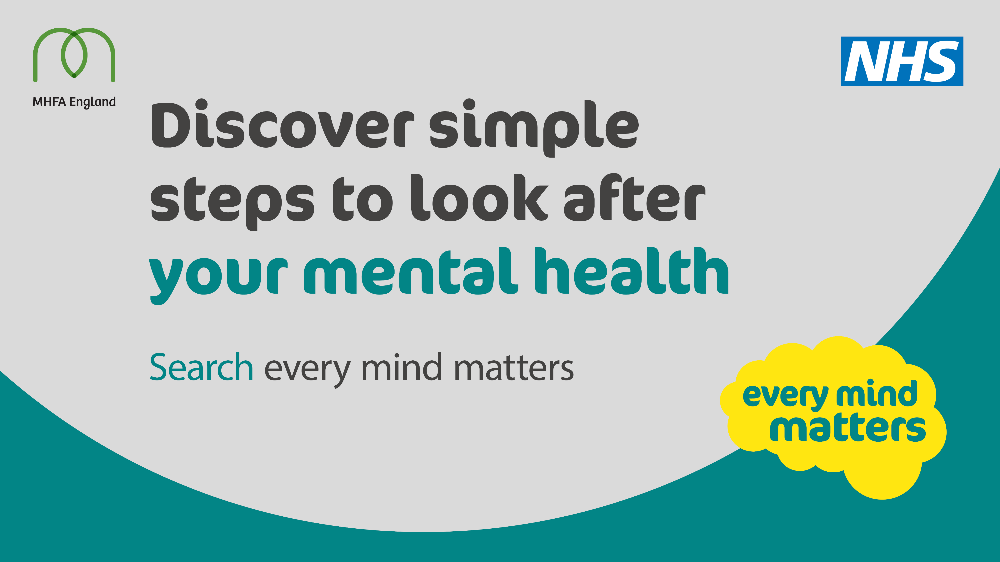 MHFA England
NHS
Discover simple
steps to look after
your mental health
Search every mind matters
every mind
matters